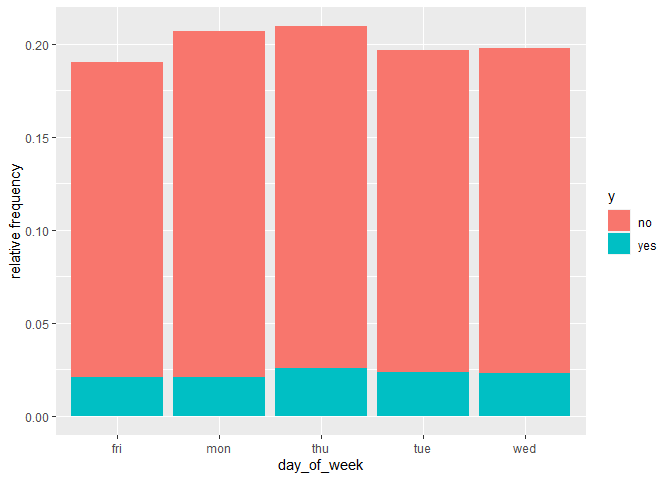 0.20
0.15
0.10
0.05
0.00
relative frequency
fri mon thu tue wed
day_of_week
y
no
yes